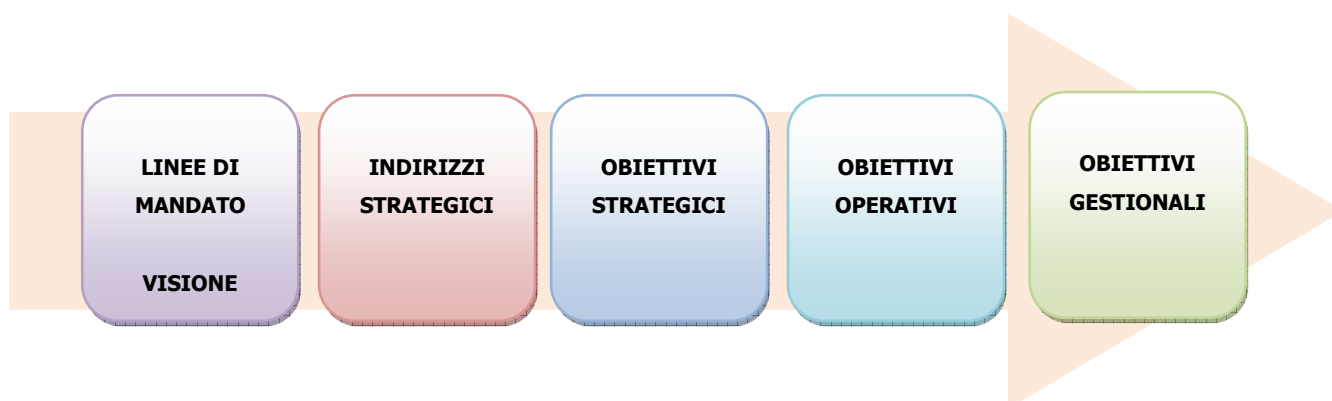 LINEE DI
MANDATO
VISIONE
INDIRIZZI
STRATEGICI
OBIETTIVI
STRATEGICI
OBIETTIVI
OPERATIVI
OBIETTIVI
GESTIONALI